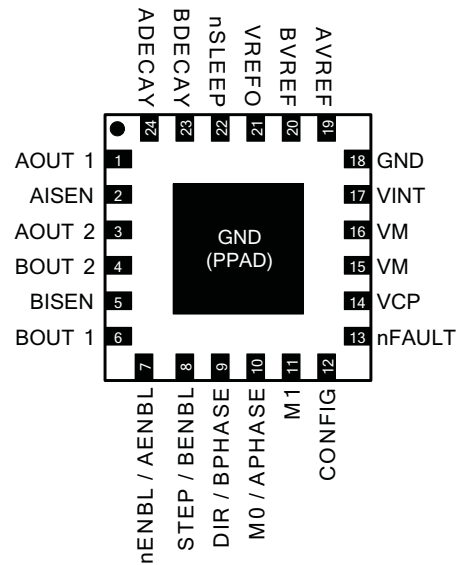 ADECAY
BDECAY
nSLEEP
VREFO
BVREF
AVREF
24
23
22
21
20
19
AOUT 1
1
18
GND
AISEN
2
17
VINT
AOUT 2
3
16
VM
GND
(PPAD)
BOUT 2
4
15
VM
BISEN
5
14
VCP
BOUT 1
6
13
nFAULT
7
8
9
10
11
12
nENBL / AENBL
STEP / BENBL
DIR / BPHASE
M0 / APHASE
M1
CONFIG